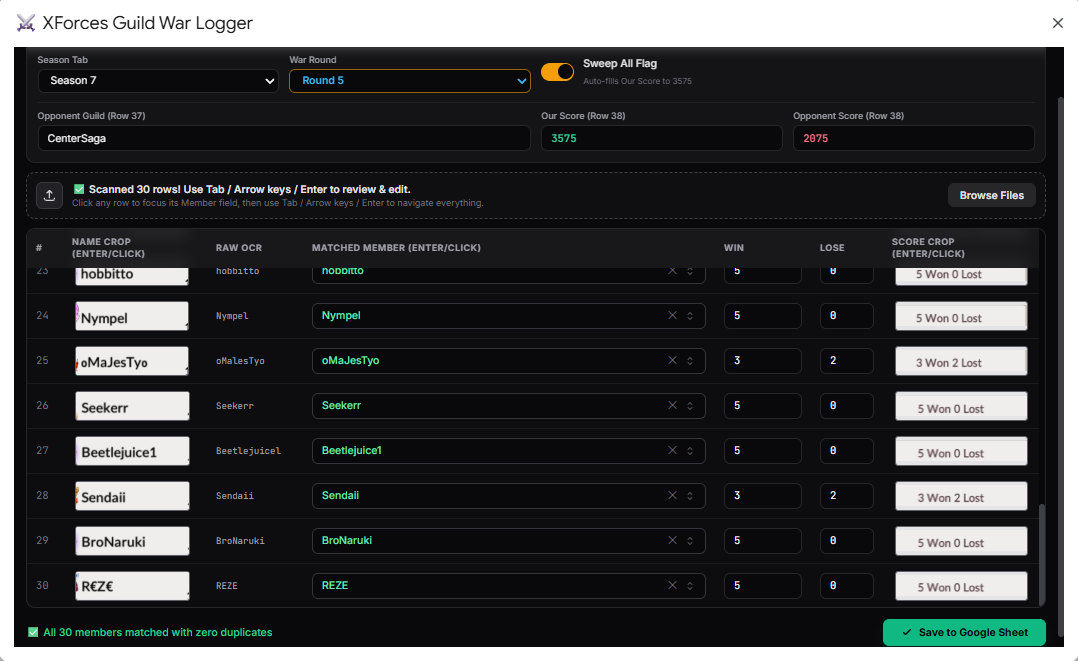 XForces Guild War Logger
Season Tab
War Round
Season 7
Round 5
Sweep All Flag
Auto-fills Our Score to 3575
Opponent Guild (Row 37)
Our Score (Row 38)
Opponent Score (Row 38)
CenterSaga
3575
2075
Scanned 30 rows! Use Tab / Arrow keys / Enter to review & edit.
Click any row to focus its Member field, then use Tab / Arrow keys / Enter to navigate everything.
Browse Files
# NAME CROP (ENTER/CLICK) RAW OCR MATCHED MEMBER (ENTER/CLICK) WIN LOSE SCORE CROP (ENTER/CLICK)
23 hobbitto hobbitto hobbitto 5 0 5 Won 0 Lost
24 Nympel Nympel Nympel 5 0 5 Won 0 Lost
25 oMaJesTyo oMalesTyo oMaJesTyo 3 2 3 Won 2 Lost
26 Seekerr Seekerr Seekerr 5 0 5 Won 0 Lost
27 Beetlejuice1 Beetlejuicel Beetlejuice1 5 0 5 Won 0 Lost
28 Sendaii Sendaii Sendaii 3 2 3 Won 2 Lost
29 BroNaruki BroNaruki BroNaruki 5 0 5 Won 0 Lost
30 R€Z€ REZE REZE 5 0 5 Won 0 Lost
All 30 members matched with zero duplicates
Save to Google Sheet